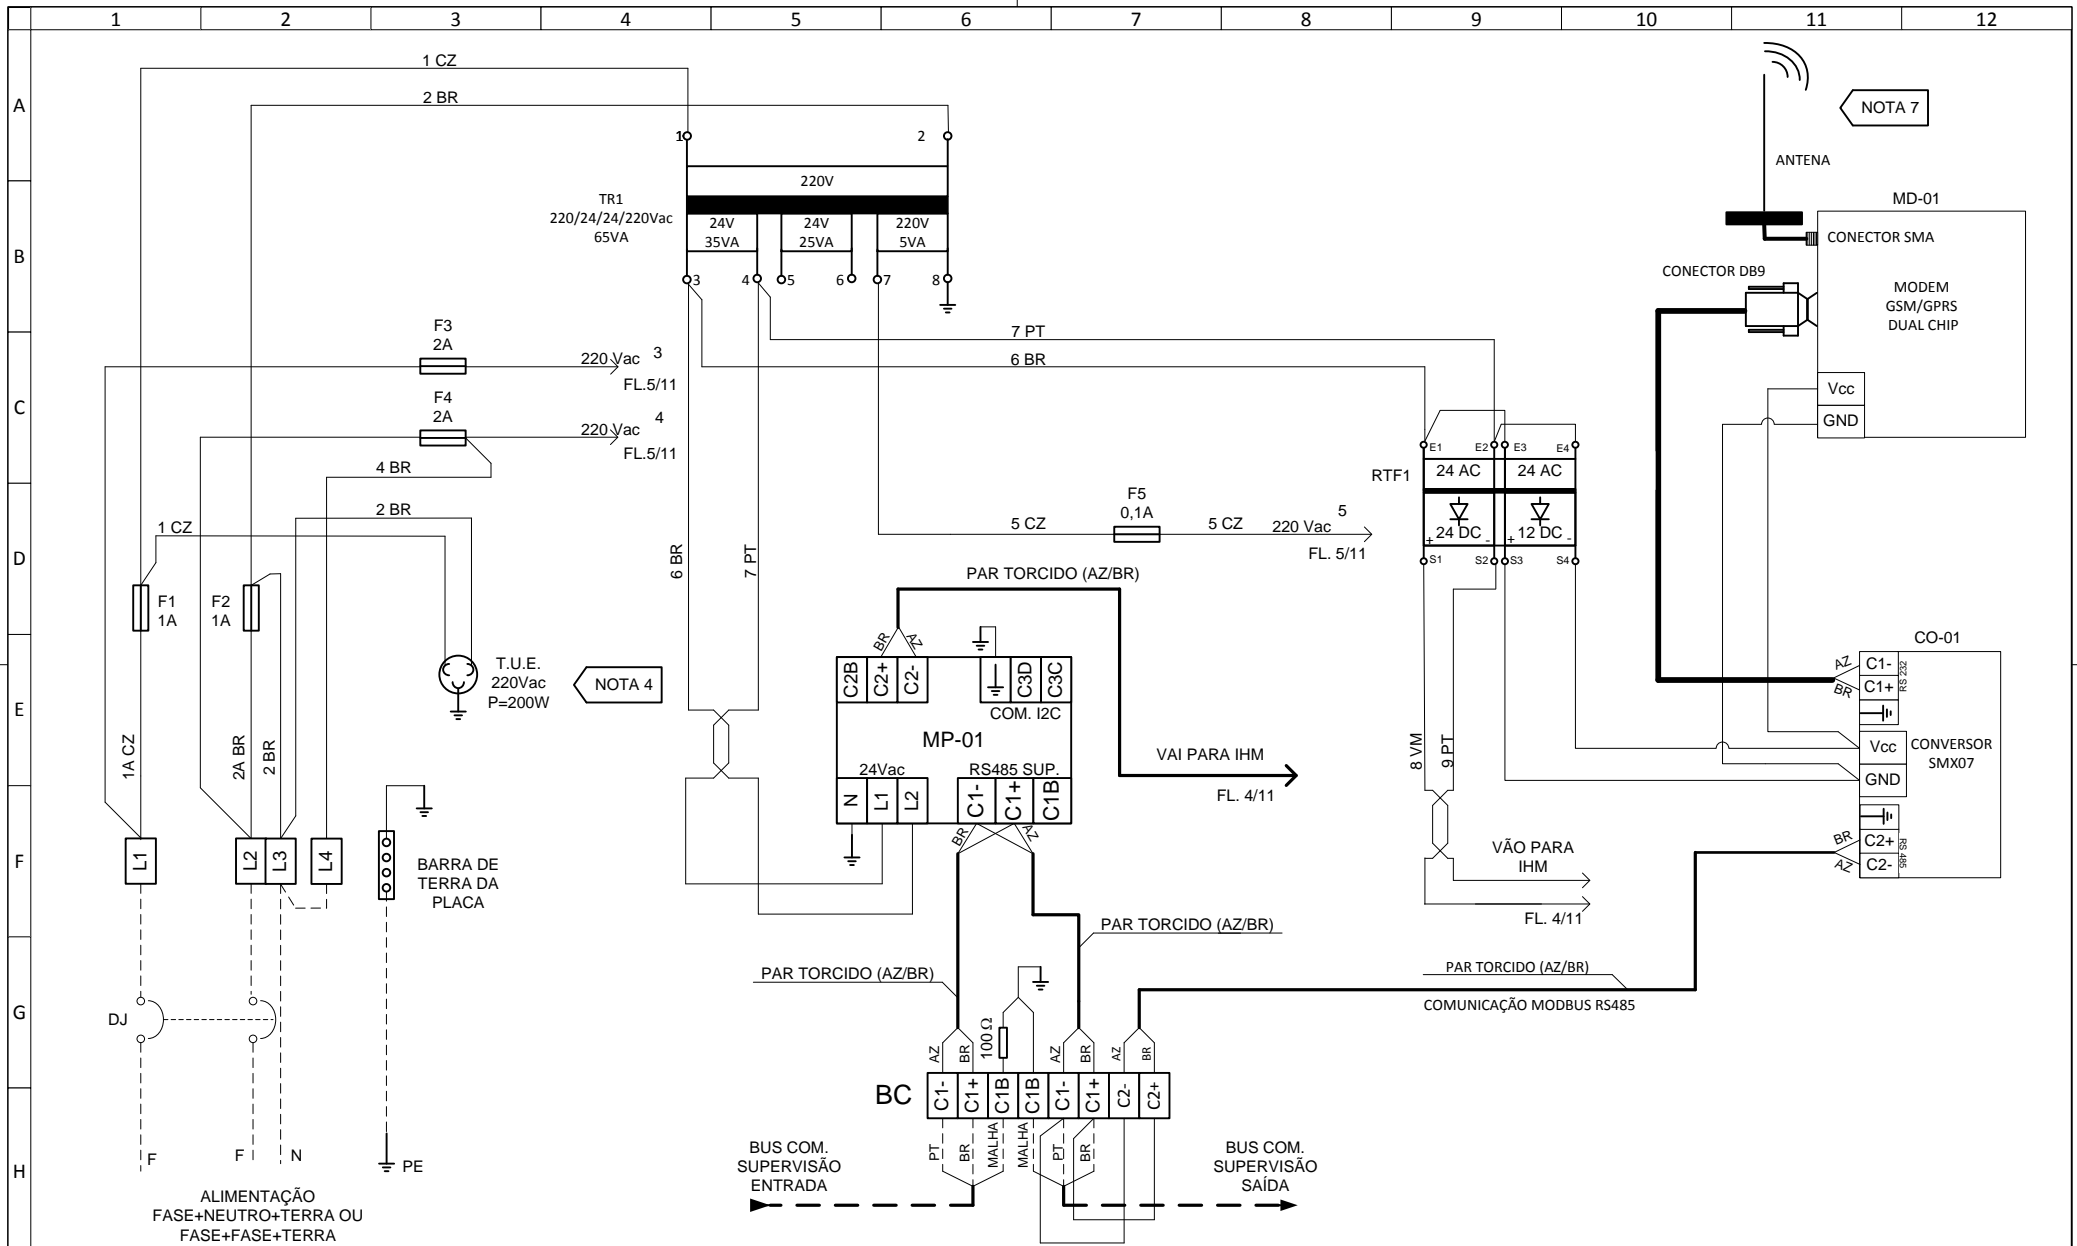 1 2 3 4 5 6 7 8 9 10 11 12
A
B
C
D
E
F
G
H
1 CZ
2 BR
1
2
220V
TR1
220/24/24/220Vac
65VA
24V
35VA
24V
25VA
220V
5VA
3
4
5
6
7
8
NOTA 7
ANTENA
MD-01
CONECTOR SMA
CONECTOR DB9
MODEM
GSM/GPRS
DUAL CHIP
Vcc
GND
F3
2A
220 Vac 3
FL.5/11
F4
2A
220 Vac 4
FL.5/11
4 BR
2 BR
1 CZ
7 PT
6 BR
RTF1
E1
E2
E3
E4
24 AC
24 AC
24 DC
12 DC
+ - + -
S1
S2
S3
S4
F5
0,1A
5 CZ
5 CZ
220 Vac 5
FL. 5/11
6 BR
7 PT
F1
1A
F2
1A
T.U.E.
220Vac
P=200W
NOTA 4
1A CZ
2A BR
2 BR
PAR TORCIDO (AZ/BR)
BR
AZ
C2B
C2+
C2-
C3D
C3C
COM. I2C
MP-01
24Vac
RS485 SUP.
N
L1
L2
C1-
C1+
C1B
BR
AZ
VAI PARA IHM
FL. 4/11
8 VM
9 PT
VÃO PARA
IHM
FL. 4/11
CO-01
AZ
BR
C1-
C1+
RS 232
Vcc
GND
CONVERSOR
SMX07
BR
AZ
C2+
C2-
RS 485
L1
L2
L3
L4
BARRA DE
TERRA DA
PLACA
PAR TORCIDO (AZ/BR)
PAR TORCIDO (AZ/BR)
PAR TORCIDO (AZ/BR)
COMUNICAÇÃO MODBUS RS485
DJ
100 Ω
AZ
BR
AZ
BR
AZ
BR
BC
C1-
C1+
C1B
C1B
C1-
C1+
C2-
C2+
PT
BR
MALHA
MALHA
PT
BR
BUS COM.
SUPERVISÃO
ENTRADA
BUS COM.
SUPERVISÃO
SAÍDA
F
F
N
PE
ALIMENTAÇÃO
FASE+NEUTRO+TERRA OU
FASE+FASE+TERRA